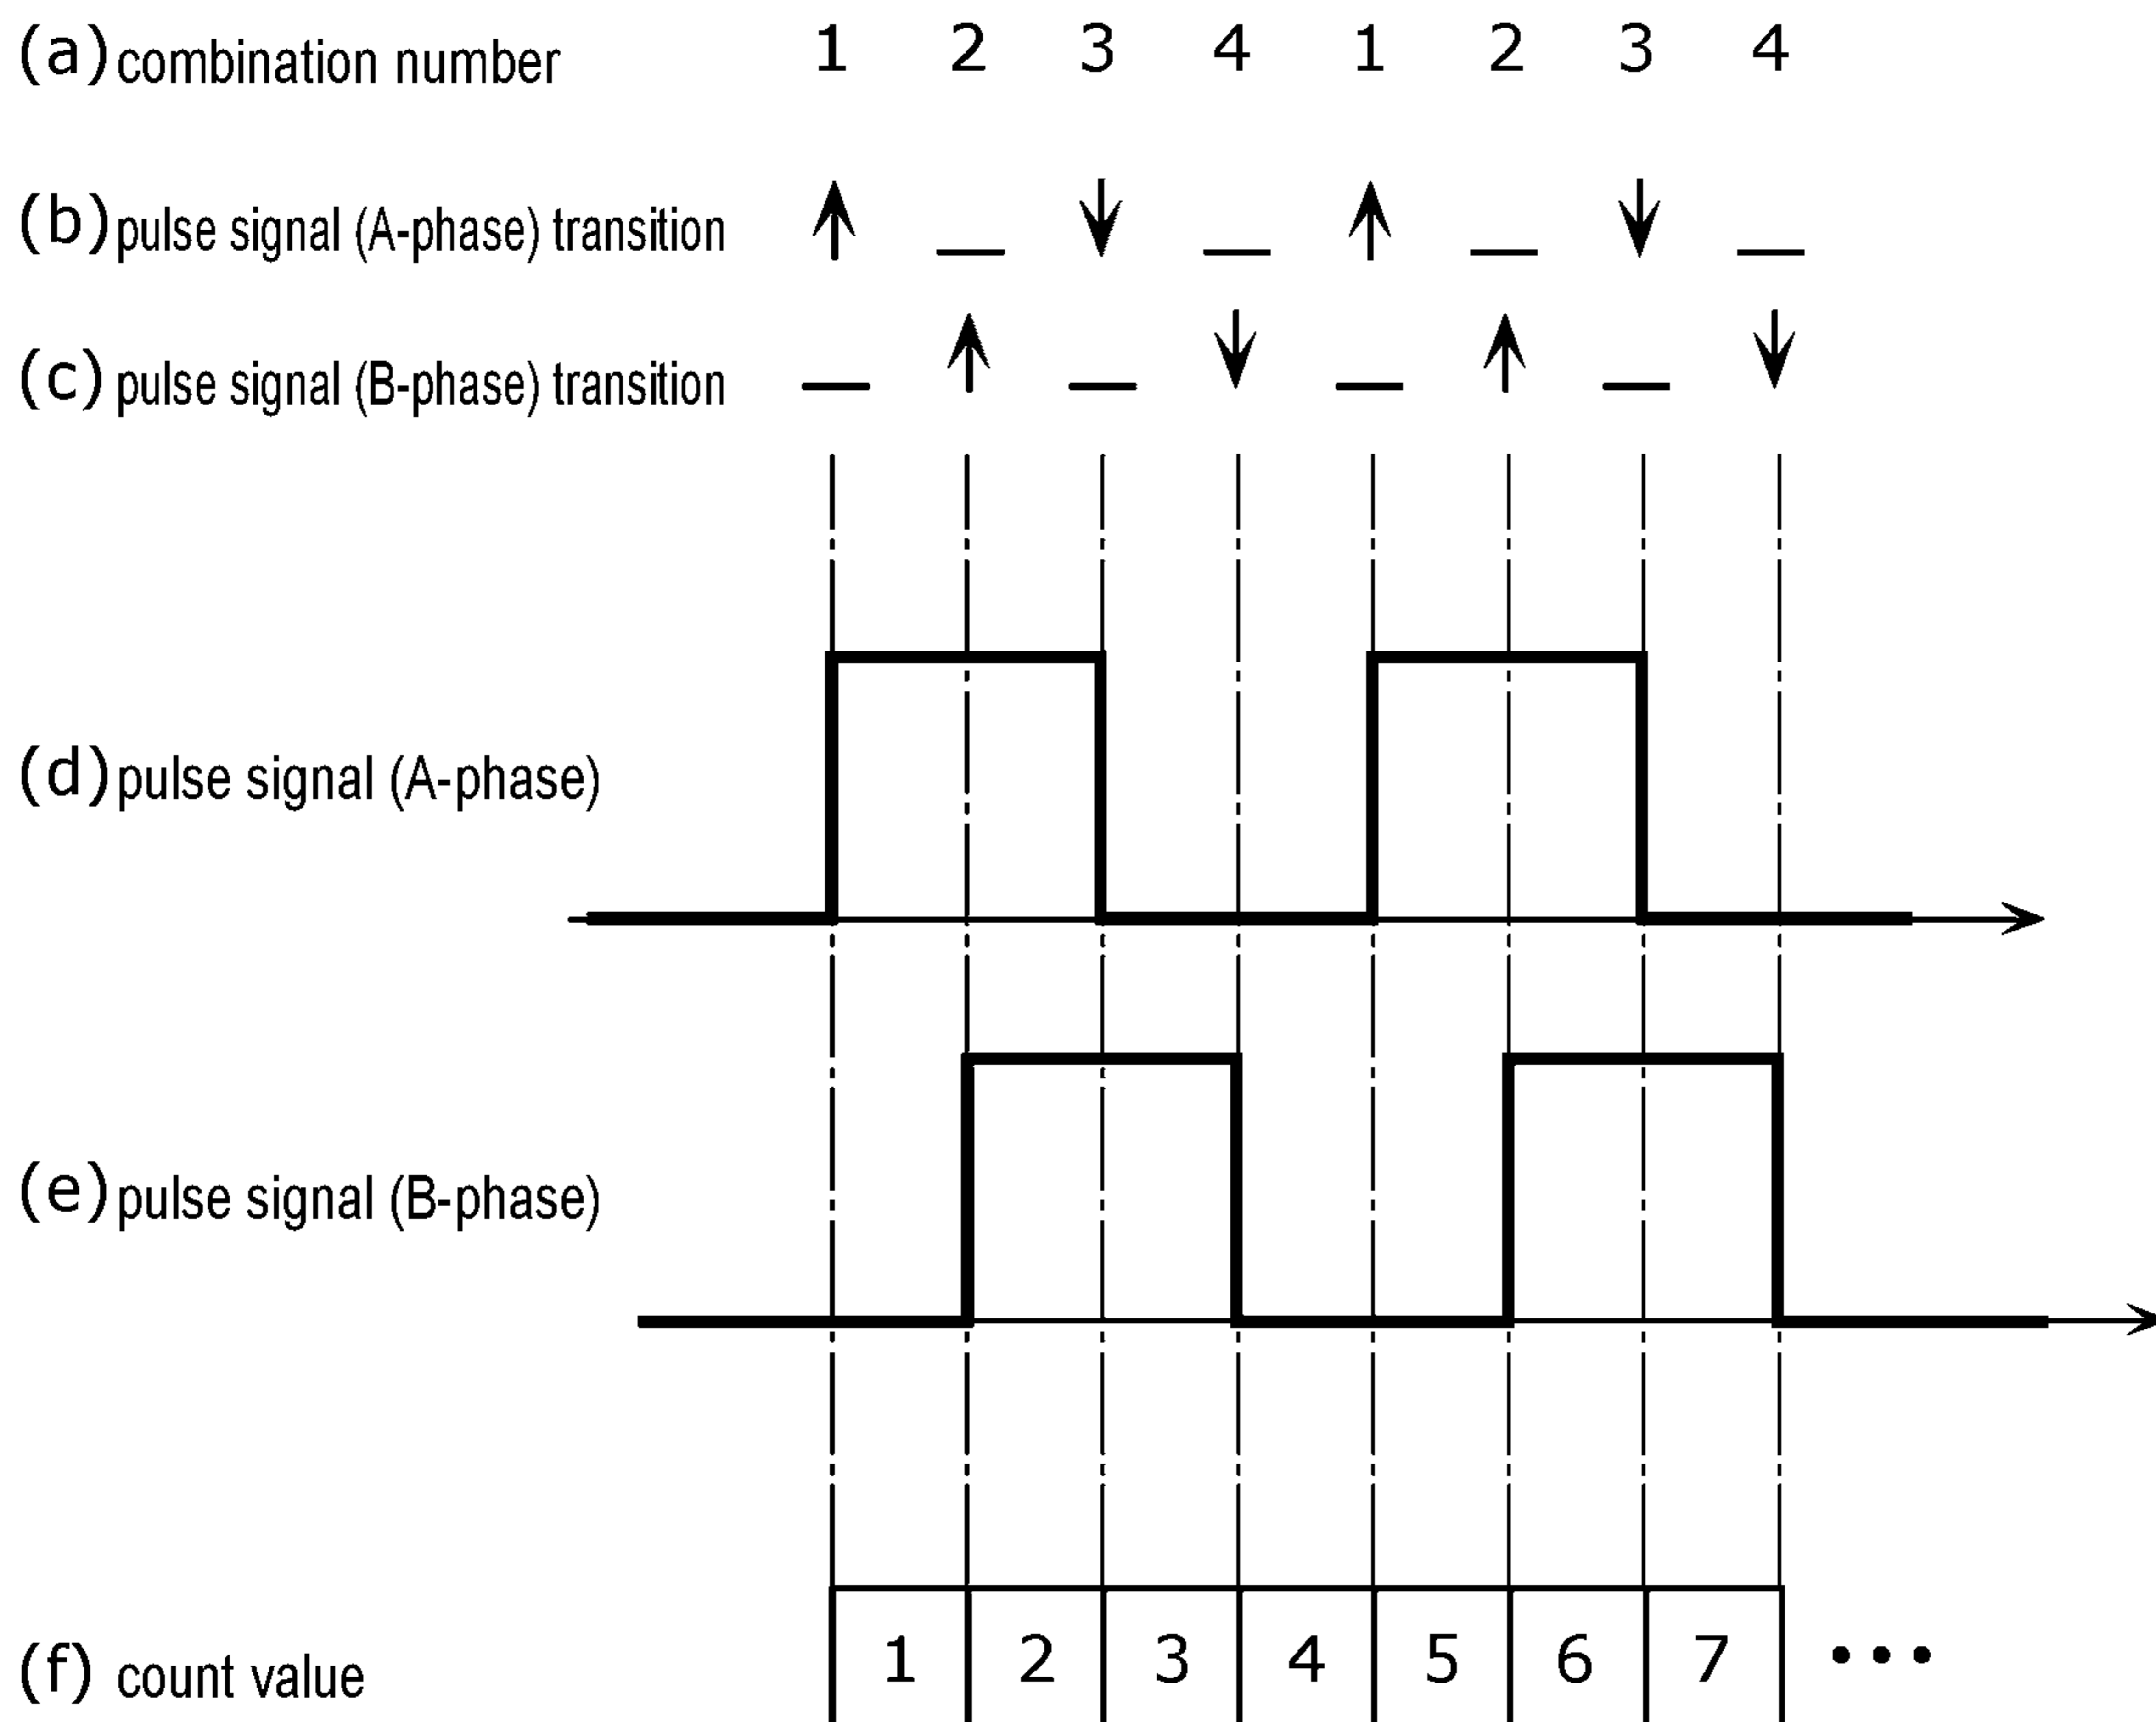 (a) combination number 1 2 3 4 1 2 3 4
(b) pulse signal (A-phase) transition
(c) pulse signal (B-phase) transition
(d) pulse signal (A-phase)
(e) pulse signal (B-phase)
(f) count value 1 2 3 4 5 6 7 •••